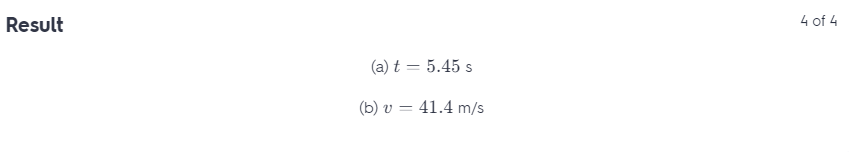 Result
4 of 4
(a) t = 5.45 s
(b) v = 41.4 m/s